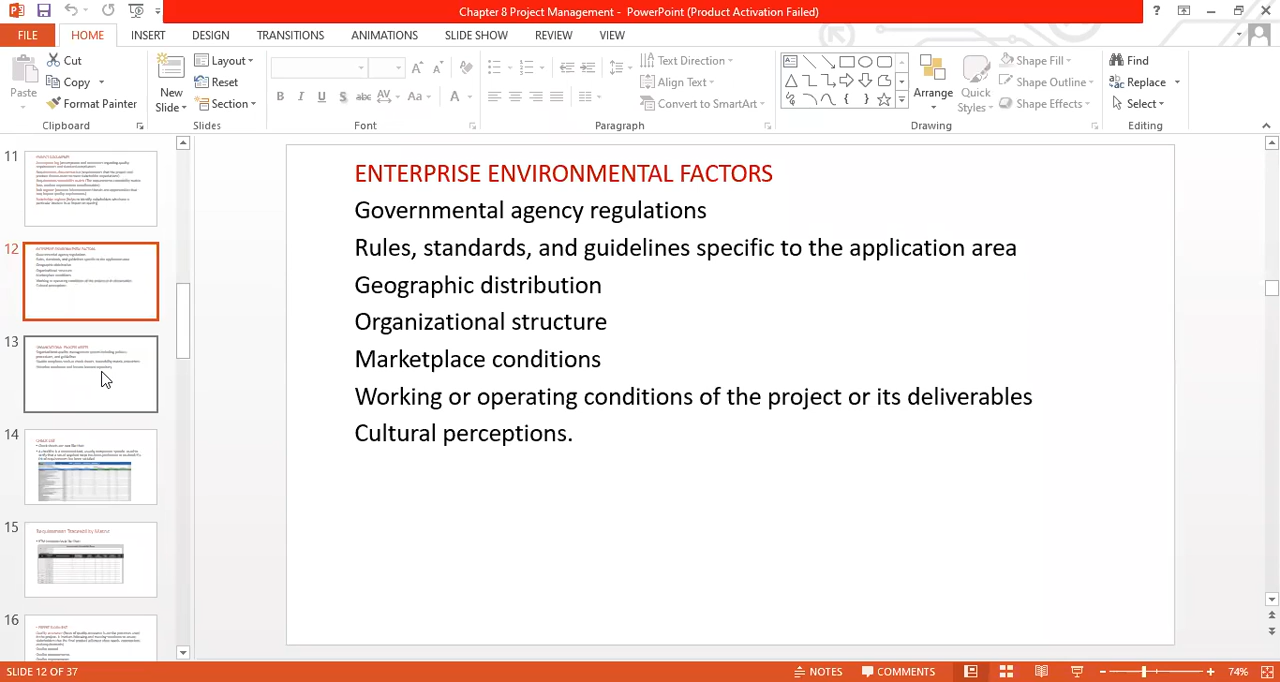 Chapter 8 Project Management - PowerPoint (Product Activation Failed)
FILE HOME INSERT DESIGN TRANSITIONS ANIMATIONS SLIDE SHOW REVIEW VIEW
Paste
Cut
Copy
Format Painter
Clipboard
New Slide
Layout
Reset
Section
Slides
Font
Text Direction
Align Text
Convert to SmartArt
Paragraph
Arrange
Quick Styles
Shape Fill
Shape Outline
Shape Effects
Drawing
Find
Replace
Select
Editing
11
12
13
14
15
16
ENTERPRISE ENVIRONMENTAL FACTORS
Governmental agency regulations
Rules, standards, and guidelines specific to the application area
Geographic distribution
Organizational structure
Marketplace conditions
Working or operating conditions of the project or its deliverables
Cultural perceptions.
SLIDE 12 OF 37
NOTES
COMMENTS
74%